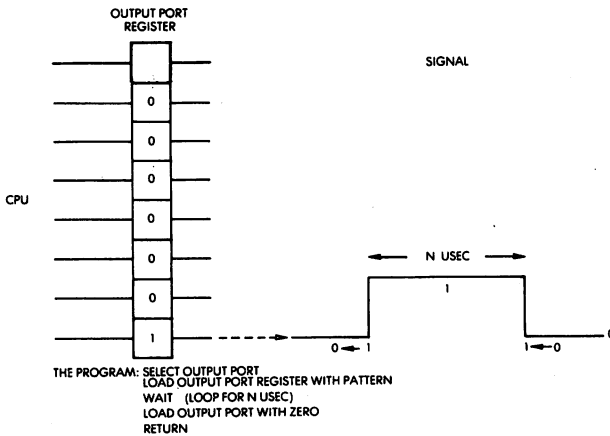 OUTPUT PORT
REGISTER
SIGNAL
0
0
0
0
CPU
0
0
1
N USEC
1
0 1
1 0
0
THE PROGRAM: SELECT OUTPUT PORT
LOAD OUTPUT PORT REGISTER WITH PATTERN
WAIT (LOOP FOR N USEC)
LOAD OUTPUT PORT WITH ZERO
RETURN